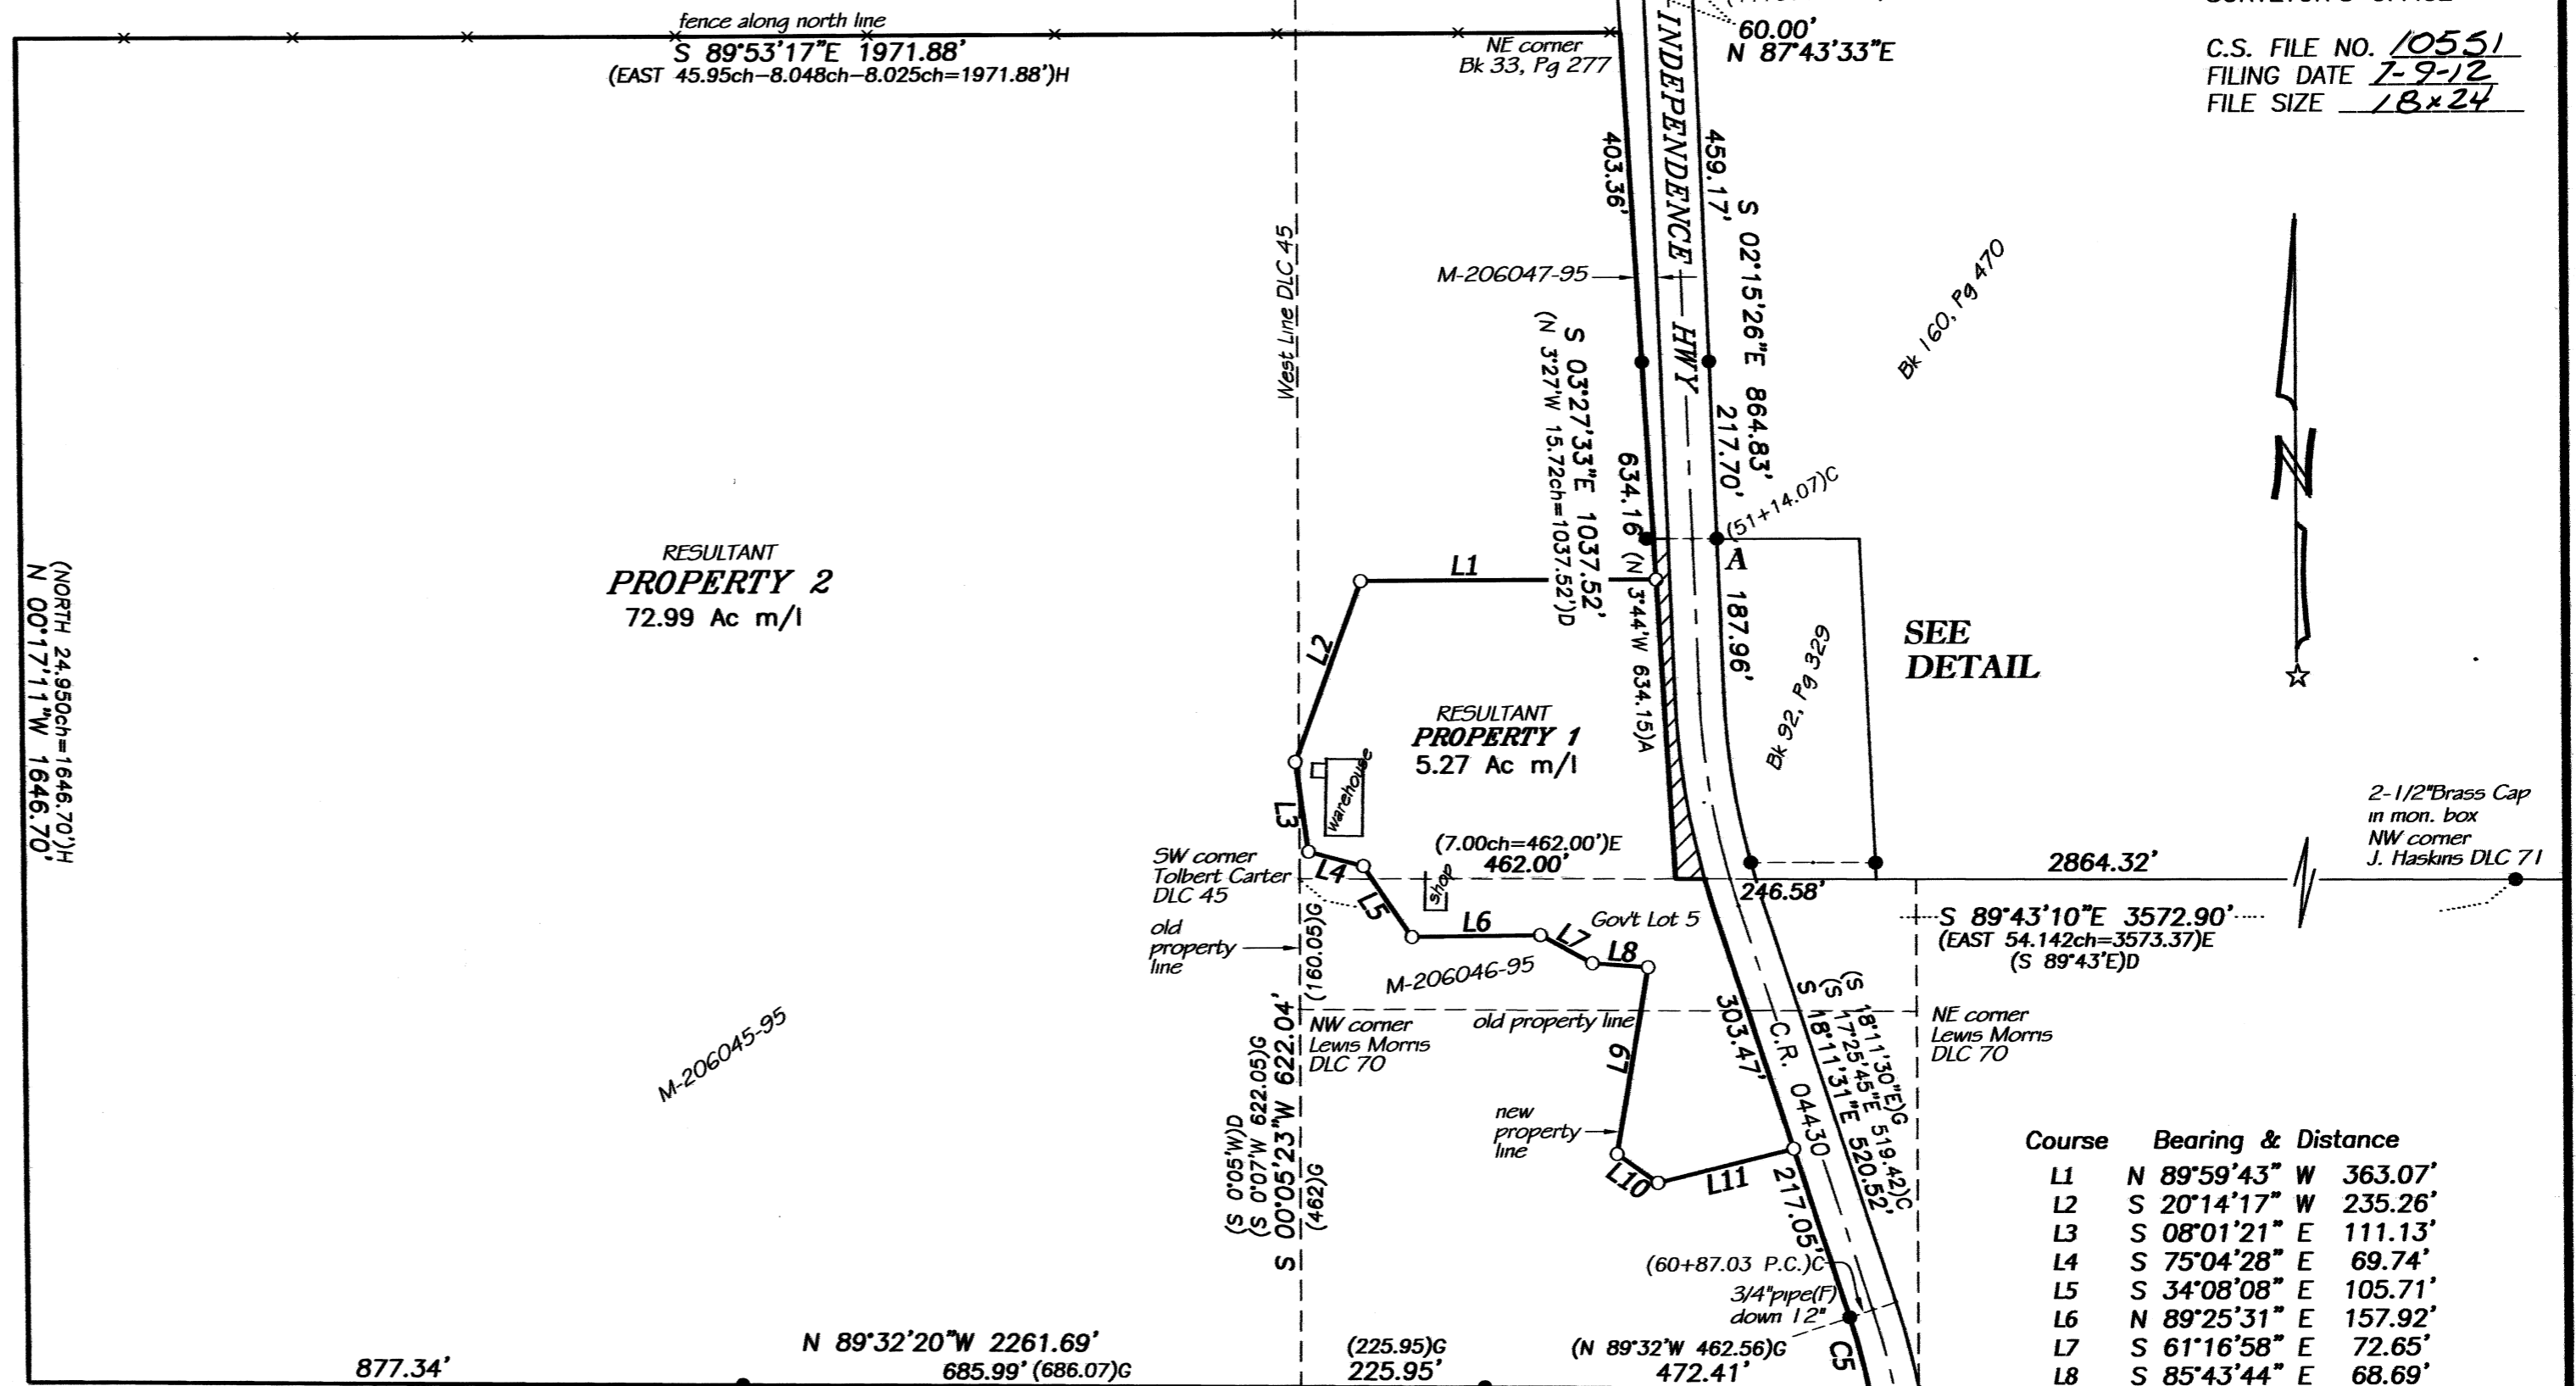 fence along north line
S 89°53'17"E 1971.88'
(EAST 45.95ch-8.048ch-8.025ch=1971.88')H
NE corner
Bk 33, Pg 277
60.00'
N 87°43'33"E
C.S. FILE NO. 10551
FILING DATE 7-9-12
FILE SIZE 18x24
INDEPENDENCE HWY
403.36'
459.17'
S 02°15'26"E 864.83'
217.70'
Bk 160, Pg 470
West Line DLC 45
M-206047-95
S 03°27'33"E 1037.52'
(N 3°27'W 15.72ch=1037.52')D
634.16'
(N 3°44'W 634.15)A
(51+14.07)C
A
187.96'
N
L1
L2
L3
L4
L5
L6
L7
L8
RESULTANT
PROPERTY 2
72.99 Ac m/l
(NORTH 24.950ch=1646.70')H
N 00°17'11"W 1646.70'
RESULTANT
PROPERTY 1
5.27 Ac m/l
warehouse
shop
SEE
DETAIL
Bk 92, Pg 329
2-1/2"Brass Cap
in mon. box
NW corner
J. Haskins DLC 71
SW corner
Tolbert Carter
DLC 45
(7.00ch=462.00')E
462.00'
246.58'
2864.32'
S 89°43'10"E 3572.90'
(EAST 54.142ch=3573.37)E
(S 89°43'E)D
old
property
line
(160.05)G
Gov't Lot 5
M-206046-95
M-206045-95
NW corner
Lewis Morris
DLC 70
old property line
NE corner
Lewis Morris
DLC 70
67
303.47'
C.R. 04430
(S 18°11'30"E)G
(S 17°25'45"E 519.42)C
S 18°11'31"E 520.52'
new
property
line
L10
L11
217.05'
(S 0°05'W)D
(S 0°07'W 622.05)G
S 00°05'23"W 622.04'
(462)G
(60+87.03 P.C.)C
3/4"pipe(F)
down 12"
C5
N 89°32'20"W 2261.69'
877.34'
685.99' (686.07)G
(225.95)G
225.95'
(N 89°32'W 462.56)G
472.41'
Course Bearing & Distance
L1 N 89°59'43" W 363.07'
L2 S 20°14'17" W 235.26'
L3 S 08°01'21" E 111.13'
L4 S 75°04'28" E 69.74'
L5 S 34°08'08" E 105.71'
L6 N 89°25'31" E 157.92'
L7 S 61°16'58" E 72.65'
L8 S 85°43'44" E 68.69'